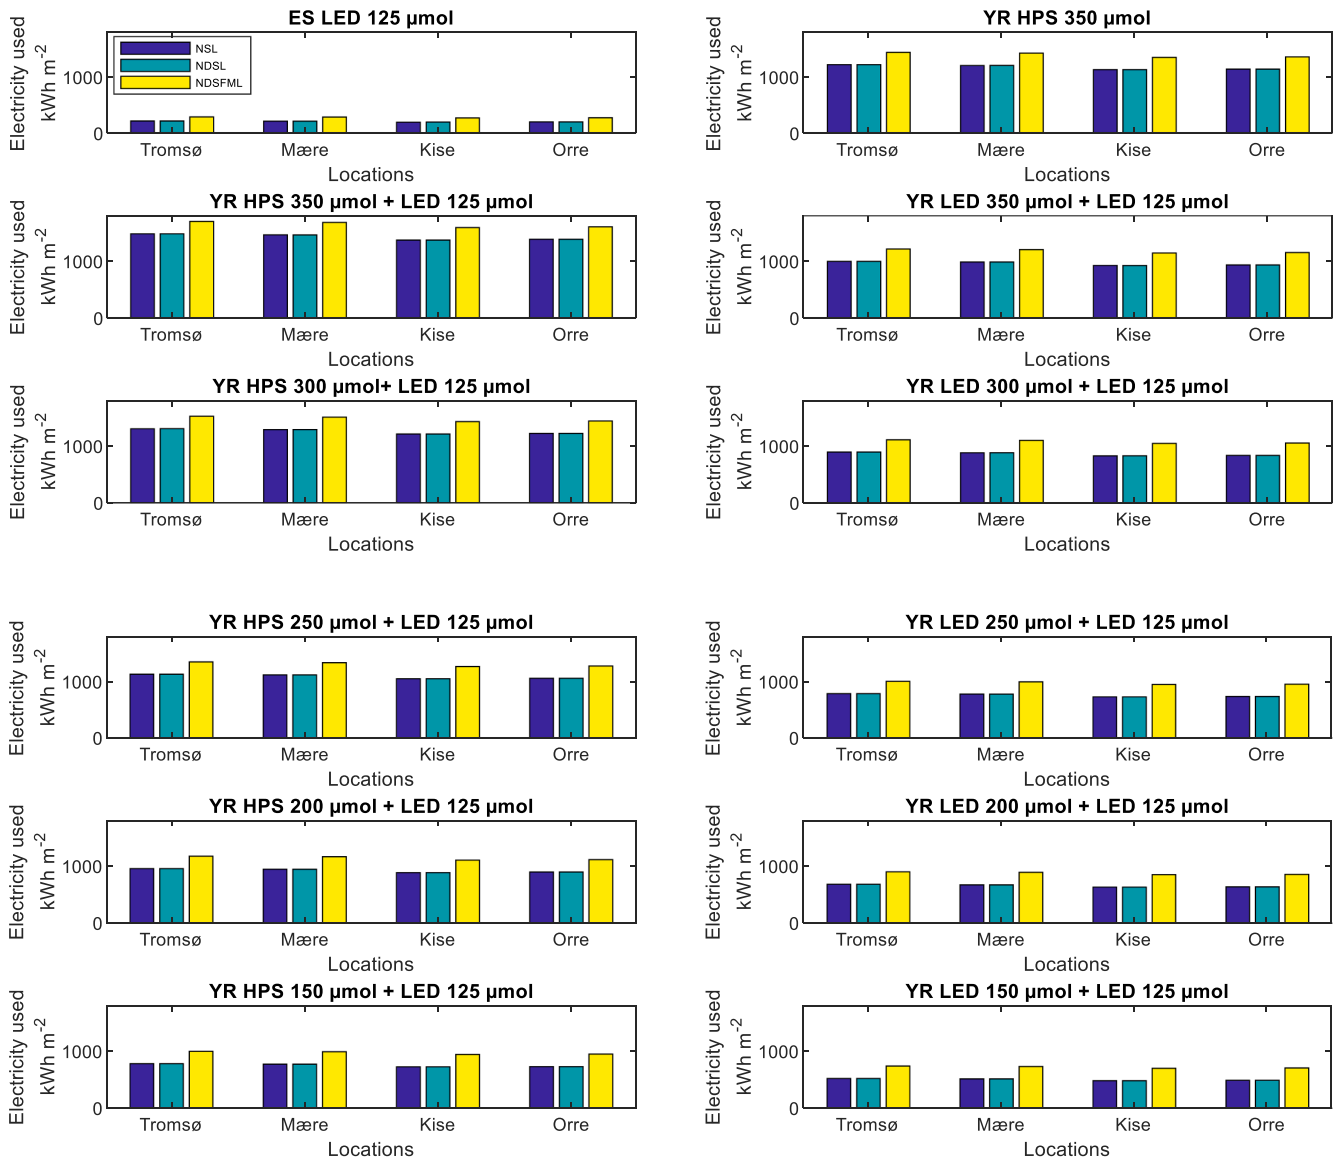 ES LED 125 µmol
Electricity used
kWh m-2
1000
0
NSL
NDSL
NDSFML
Tromsø Mære Kise Orre
Locations
YR HPS 350 µmol
Electricity used
kWh m-2
1000
0
Tromsø Mære Kise Orre
Locations
YR HPS 350 µmol + LED 125 µmol
Electricity used
kWh m-2
1000
0
Tromsø Mære Kise Orre
Locations
YR LED 350 µmol + LED 125 µmol
Electricity used
kWh m-2
1000
0
Tromsø Mære Kise Orre
Locations
YR HPS 300 µmol+ LED 125 µmol
Electricity used
kWh m-2
1000
0
Tromsø Mære Kise Orre
Locations
YR LED 300 µmol + LED 125 µmol
Electricity used
kWh m-2
1000
0
Tromsø Mære Kise Orre
Locations
YR HPS 250 µmol + LED 125 µmol
Electricity used
kWh m-2
1000
0
Tromsø Mære Kise Orre
Locations
YR LED 250 µmol + LED 125 µmol
Electricity used
kWh m-2
1000
0
Tromsø Mære Kise Orre
Locations
YR HPS 200 µmol + LED 125 µmol
Electricity used
kWh m-2
1000
0
Tromsø Mære Kise Orre
Locations
YR LED 200 µmol + LED 125 µmol
Electricity used
kWh m-2
1000
0
Tromsø Mære Kise Orre
Locations
YR HPS 150 µmol + LED 125 µmol
Electricity used
kWh m-2
1000
0
Tromsø Mære Kise Orre
Locations
YR LED 150 µmol + LED 125 µmol
Electricity used
kWh m-2
1000
0
Tromsø Mære Kise Orre
Locations